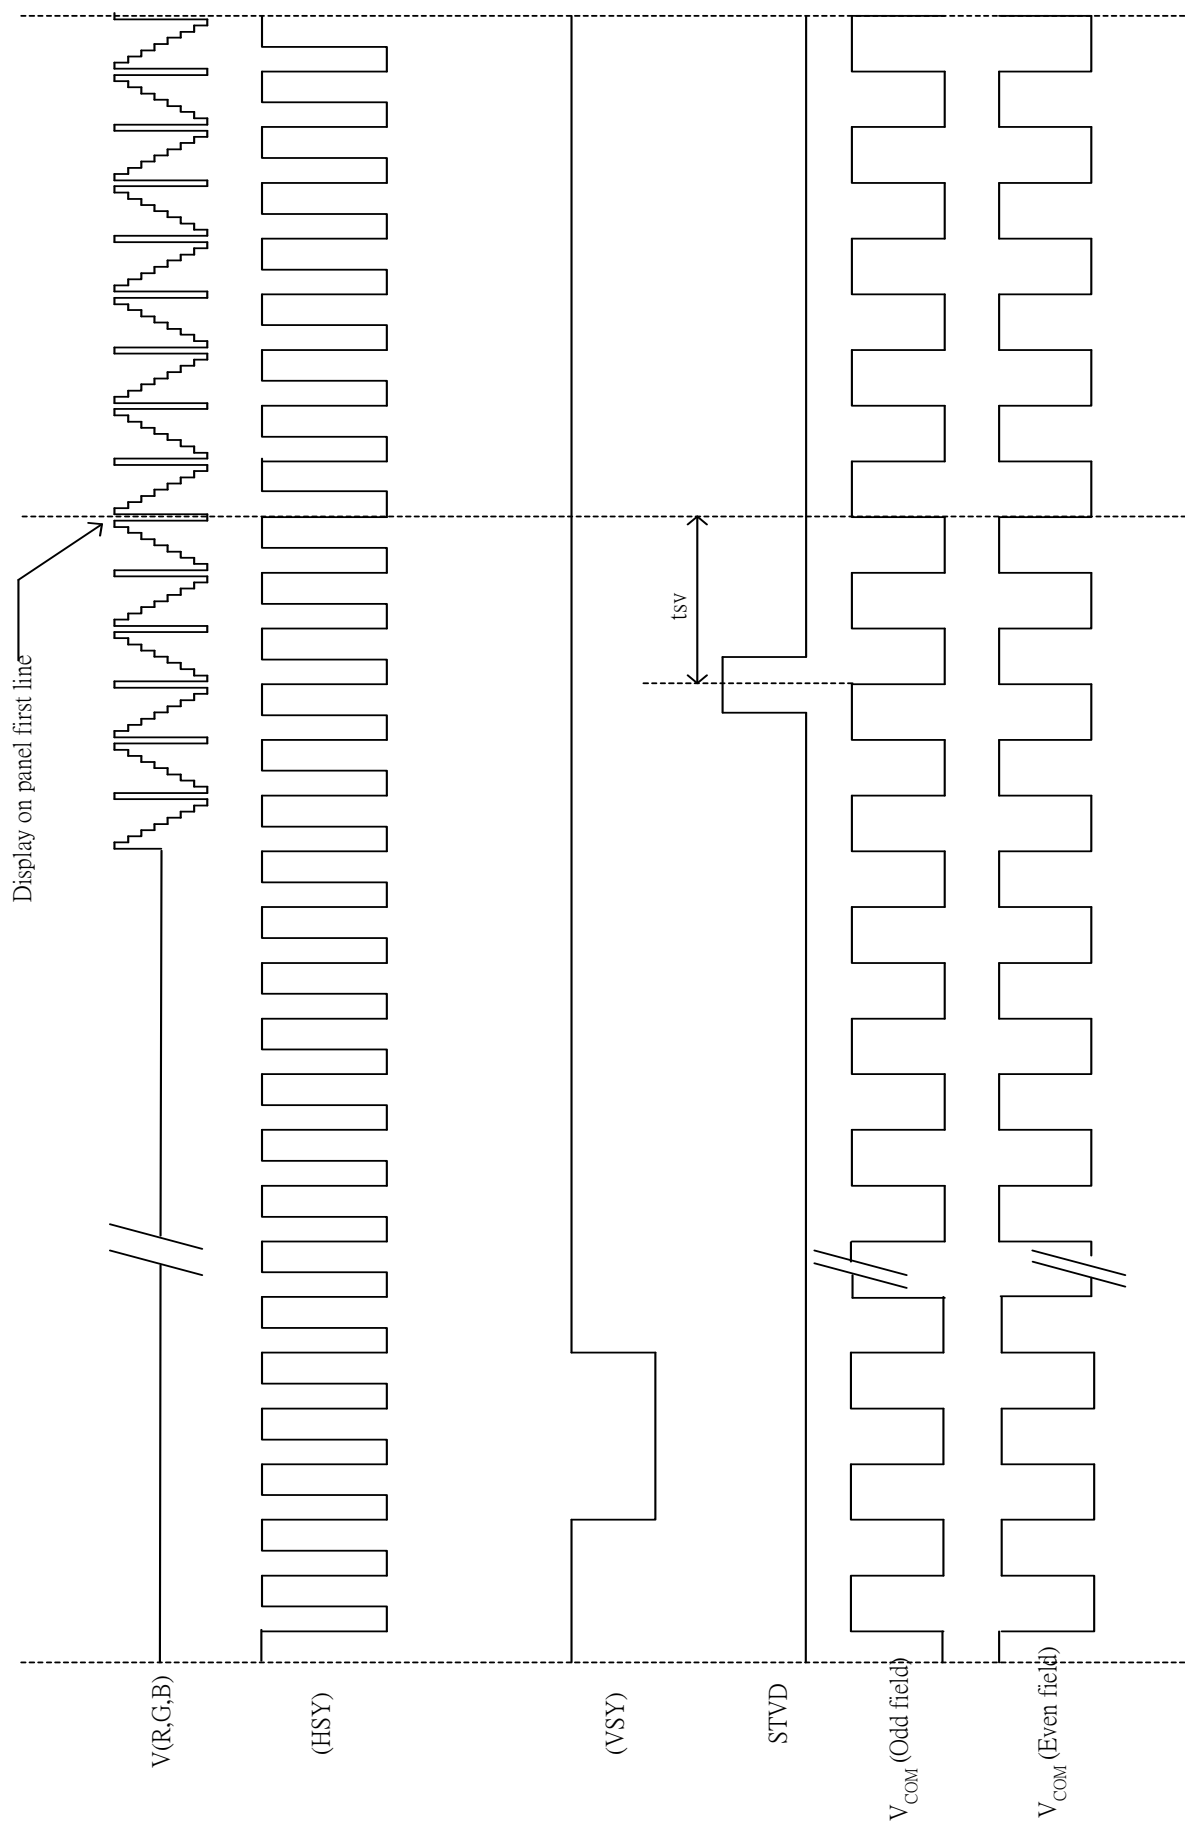 Display on panel first line
tsv
V(R,G,B)
(HSY)
(VSY)
STVD
VCOM (Odd field)
VCOM (Even field)